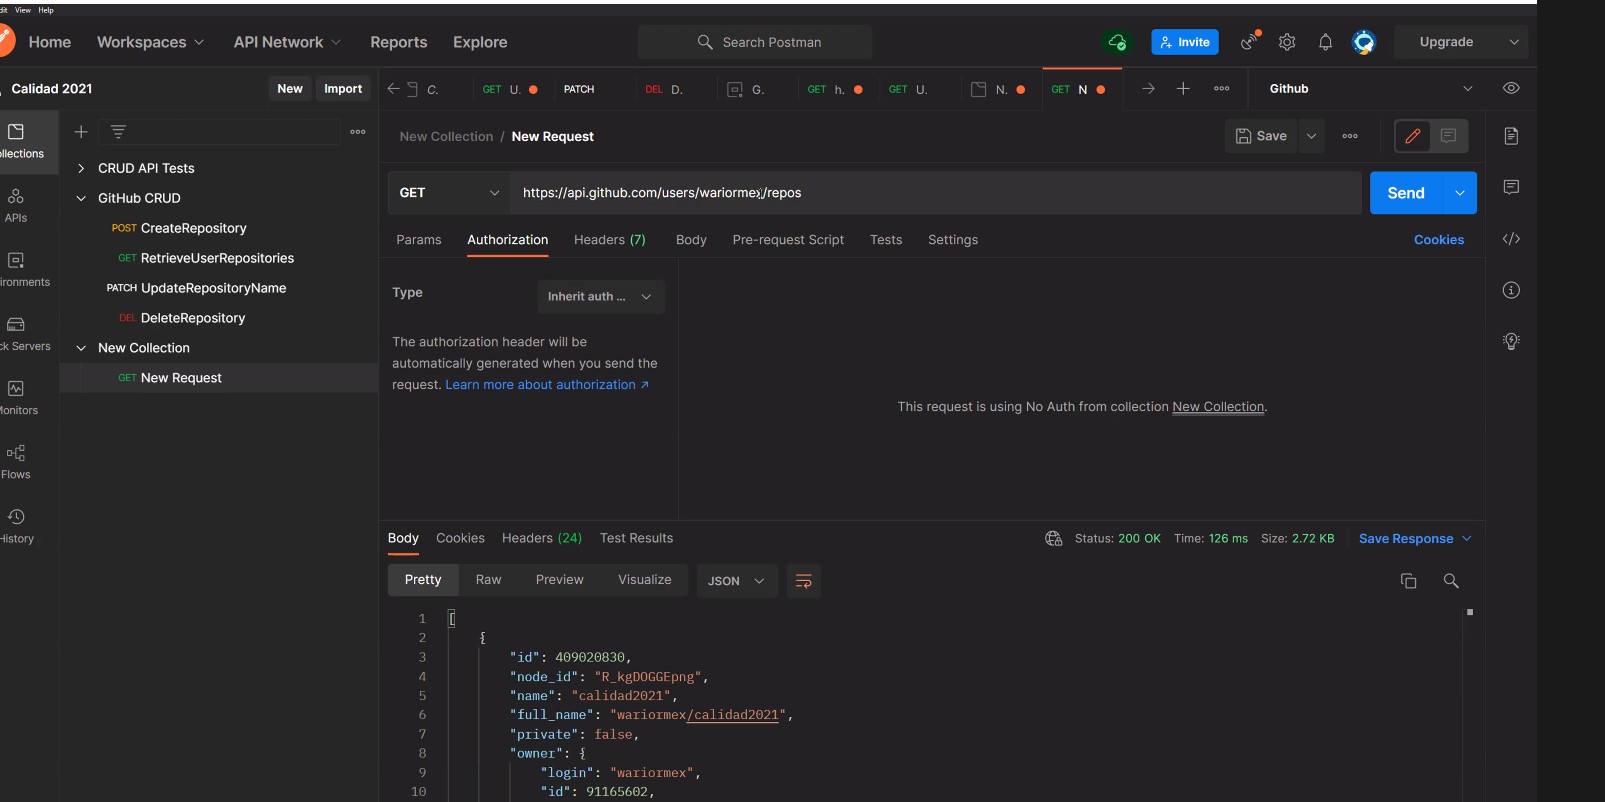 dit View Help
Home Workspaces API Network Reports Explore Search Postman Invite Upgrade
Calidad 2021 New Import
C. GET U. PATCH DEL D. G. GET h. GET U. N. GET N Github
ollections
APIs
ironments
ck Servers
Monitors
Flows
History
CRUD API Tests
GitHub CRUD
POST CreateRepository
GET RetrieveUserRepositories
PATCH UpdateRepositoryName
DEL DeleteRepository
New Collection
GET New Request
New Collection / New Request Save
GET https://api.github.com/users/wariormex/repos Send
Params Authorization Headers (7) Body Pre-request Script Tests Settings Cookies
Type Inherit auth ...
The authorization header will be
automatically generated when you send the
request. Learn more about authorization ↗
This request is using No Auth from collection New Collection.
Body Cookies Headers (24) Test Results Status: 200 OK Time: 126 ms Size: 2.72 KB Save Response
Pretty Raw Preview Visualize JSON
1 [
2 {
3 "id": 409020830,
4 "node_id": "R_kgDOGGEpng",
5 "name": "calidad2021",
6 "full_name": "wariormex/calidad2021",
7 "private": false,
8 "owner": {
9 "login": "wariormex",
10 "id": 91165602,